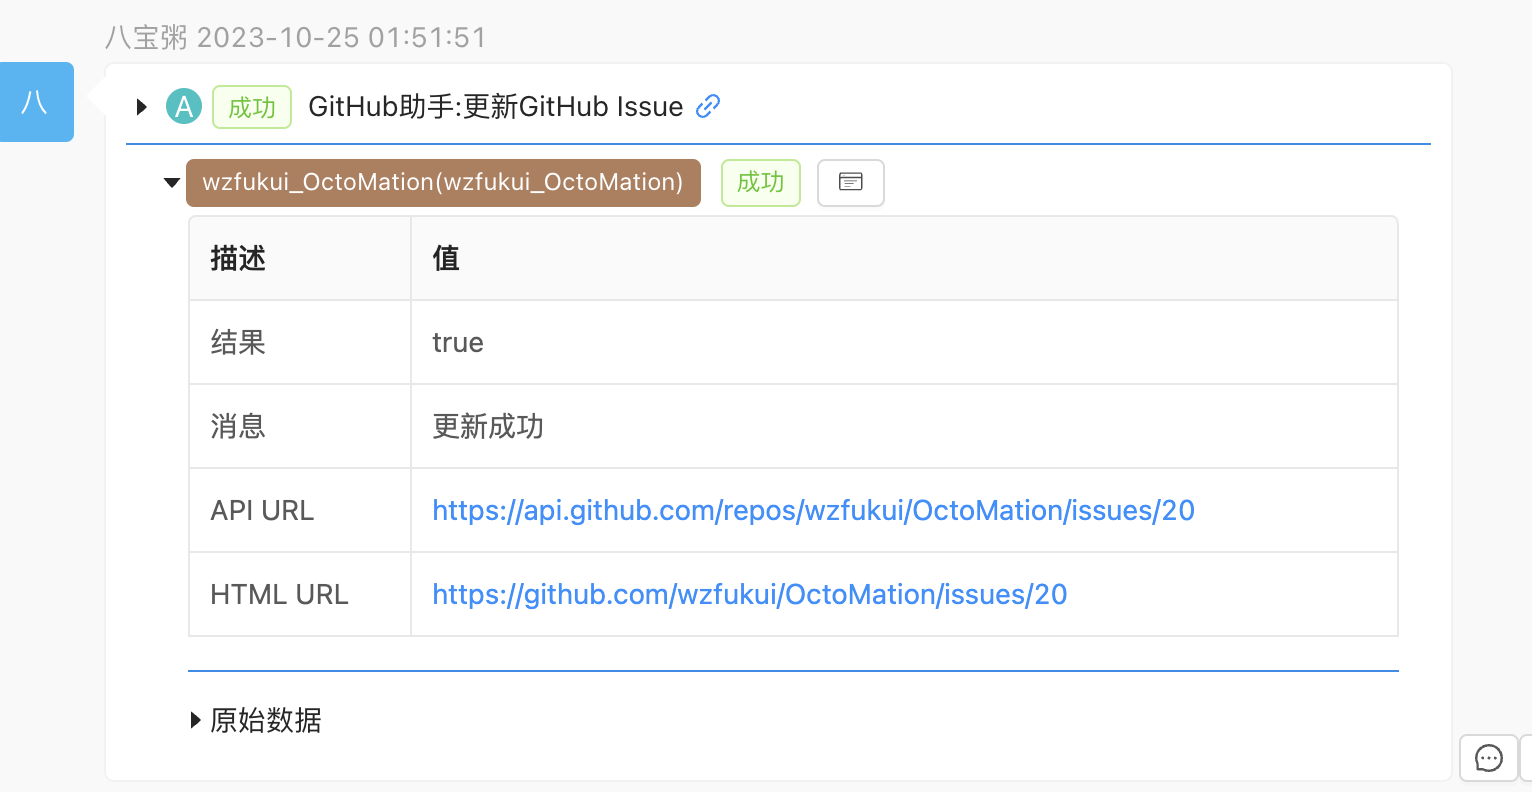 八宝粥 2023-10-25 01:51:51
八
A 成功 GitHub助手:更新GitHub Issue
wzfukui_OctoMation(wzfukui_OctoMation) 成功
描述 值
结果 true
消息 更新成功
API URL https://api.github.com/repos/wzfukui/OctoMation/issues/20
HTML URL https://github.com/wzfukui/OctoMation/issues/20
原始数据